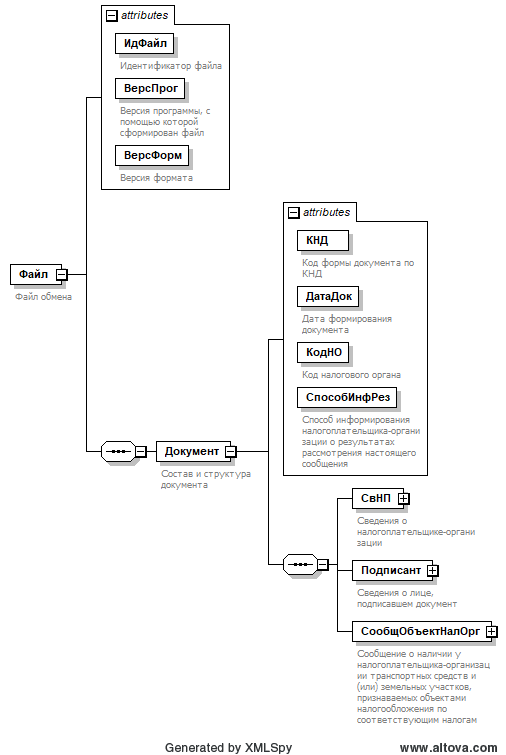 attributes
ИдФайл
Идентификатор файла
ВерсПрог
Версия программы, с
помощью которой
сформирован файл
ВерсФорм
Версия формата
Файл
Файл обмена
attributes
КНД
Код формы документа по
КНД
ДатаДок
Дата формирования
документа
КодНО
Код налогового органа
СпособИнфРез
Способ информирования
налогоплательщика-органи
зации о результатах
рассмотрения настоящего
сообщения
Документ
Состав и структура
документа
СвНП
Сведения о
налогоплательщике-органи
зации
Подписант
Сведения о лице,
подписавшем документ
СообщОбъектНалОрг
Сообщение о наличии у
налогоплательщика-организац
ии транспортных средств и
(или) земельных участков,
признаваемых объектами
налогообложения по
соответствующим налогам
Generated by XMLSpy
www.altova.com